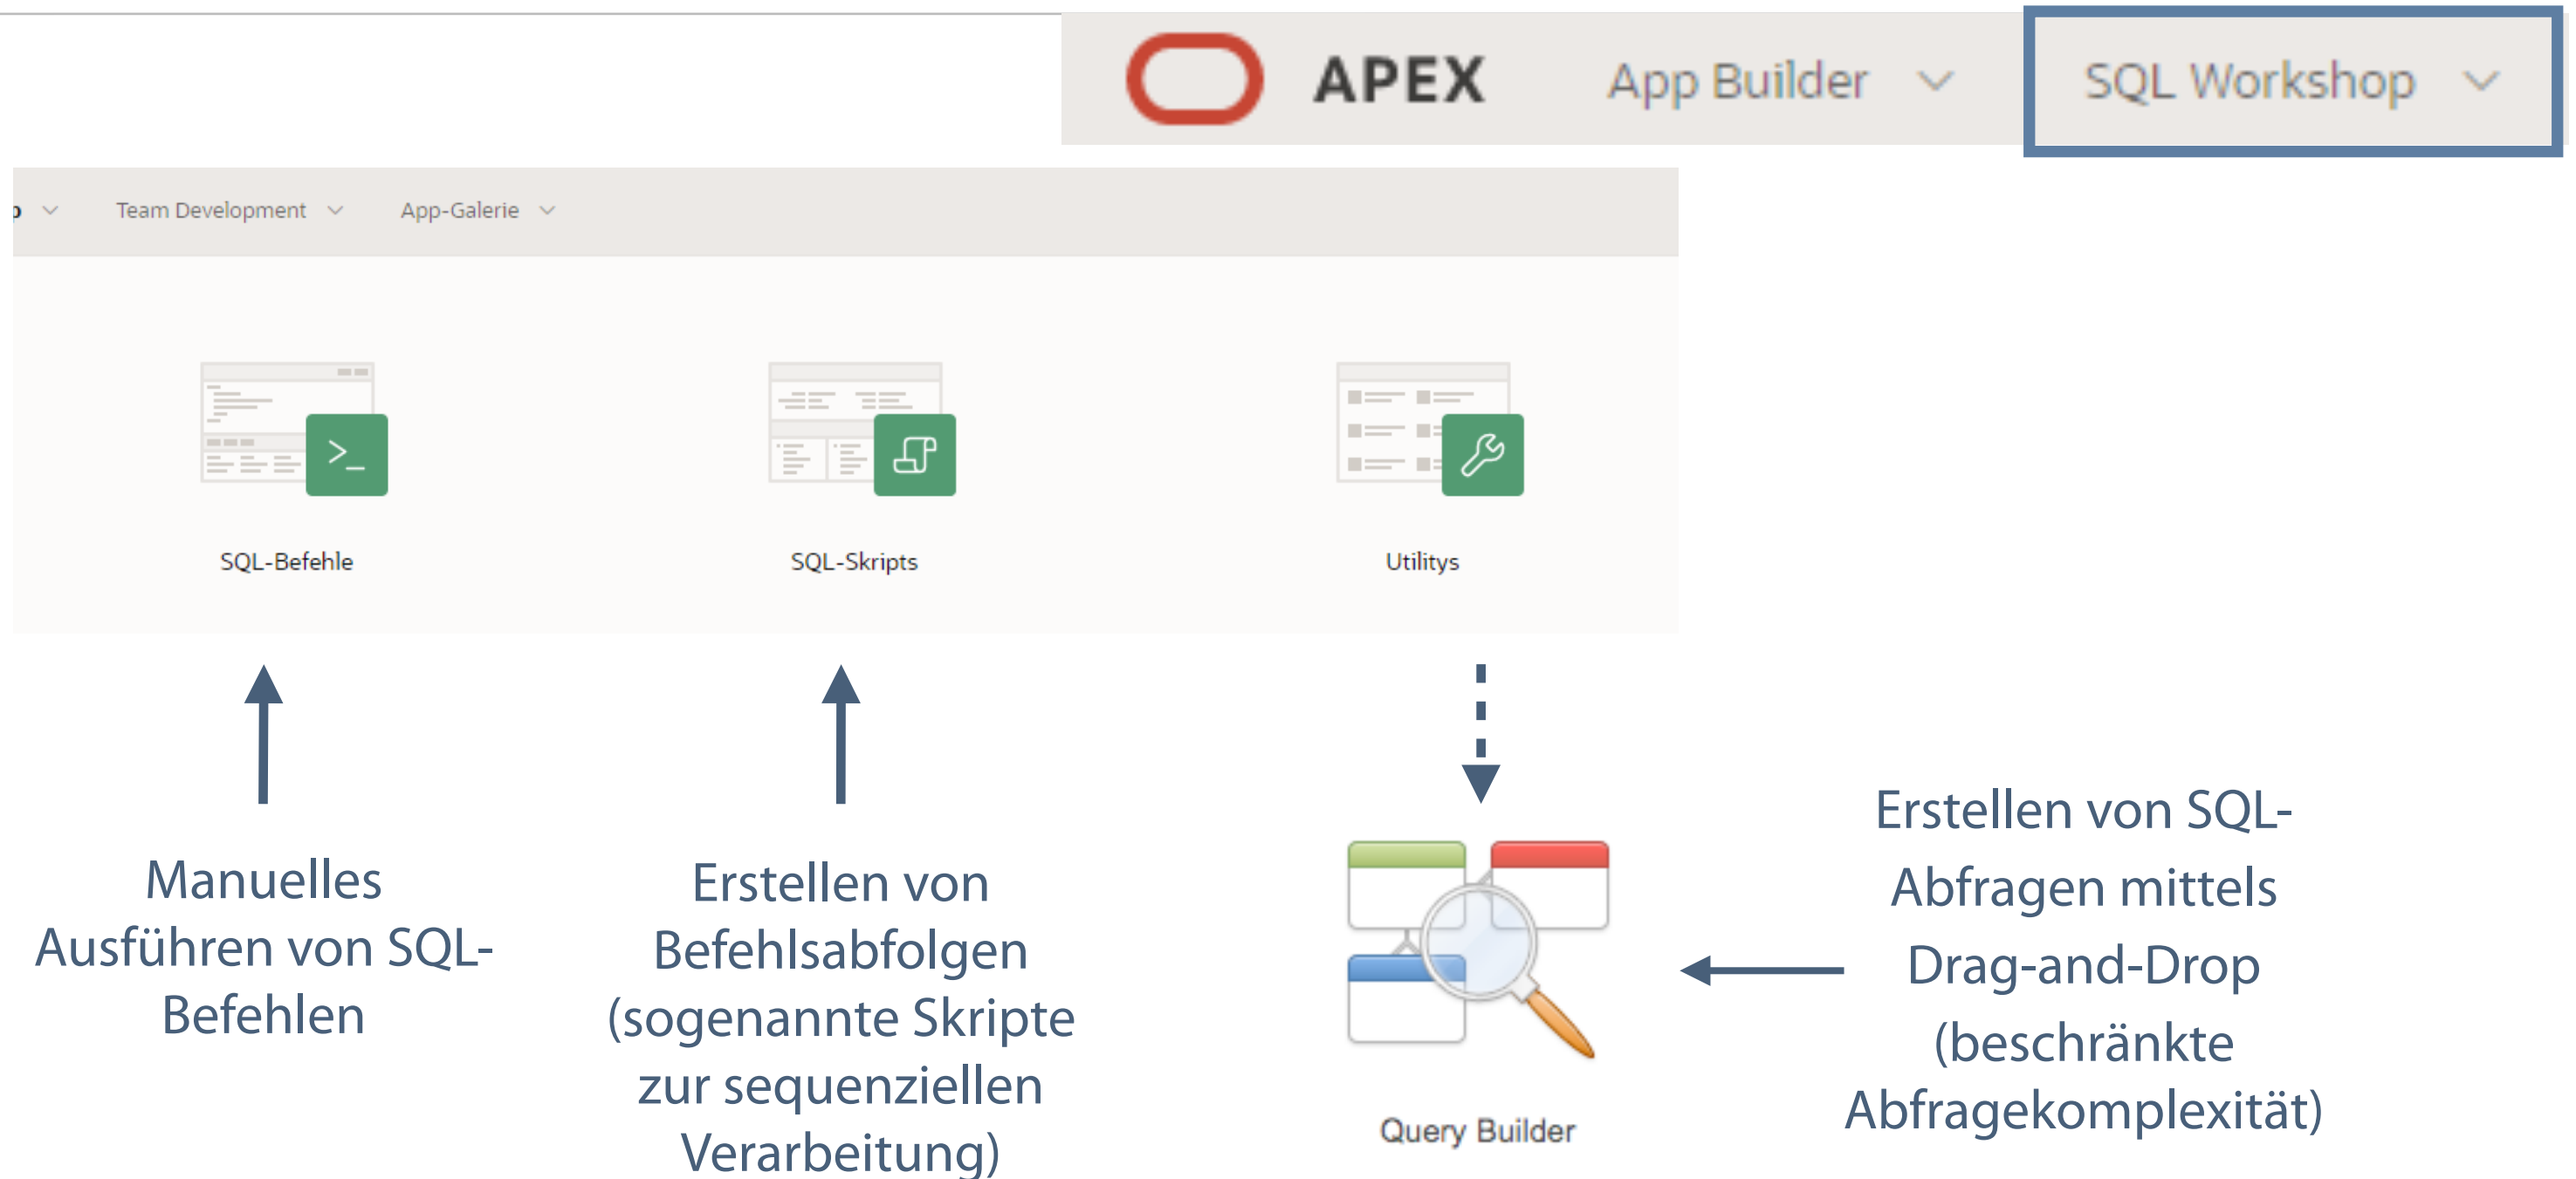 APEX App Builder SQL Workshop
p Team Development App-Galerie
>_
SQL-Befehle SQL-Skripts Utilitys
Manuelles
Ausführen von SQL-
Befehlen
Erstellen von
Befehlsabfolgen
(sogenannte Skripte
zur sequenziellen
Verarbeitung)
Query Builder
Erstellen von SQL-
Abfragen mittels
Drag-and-Drop
(beschränkte
Abfragekomplexität)